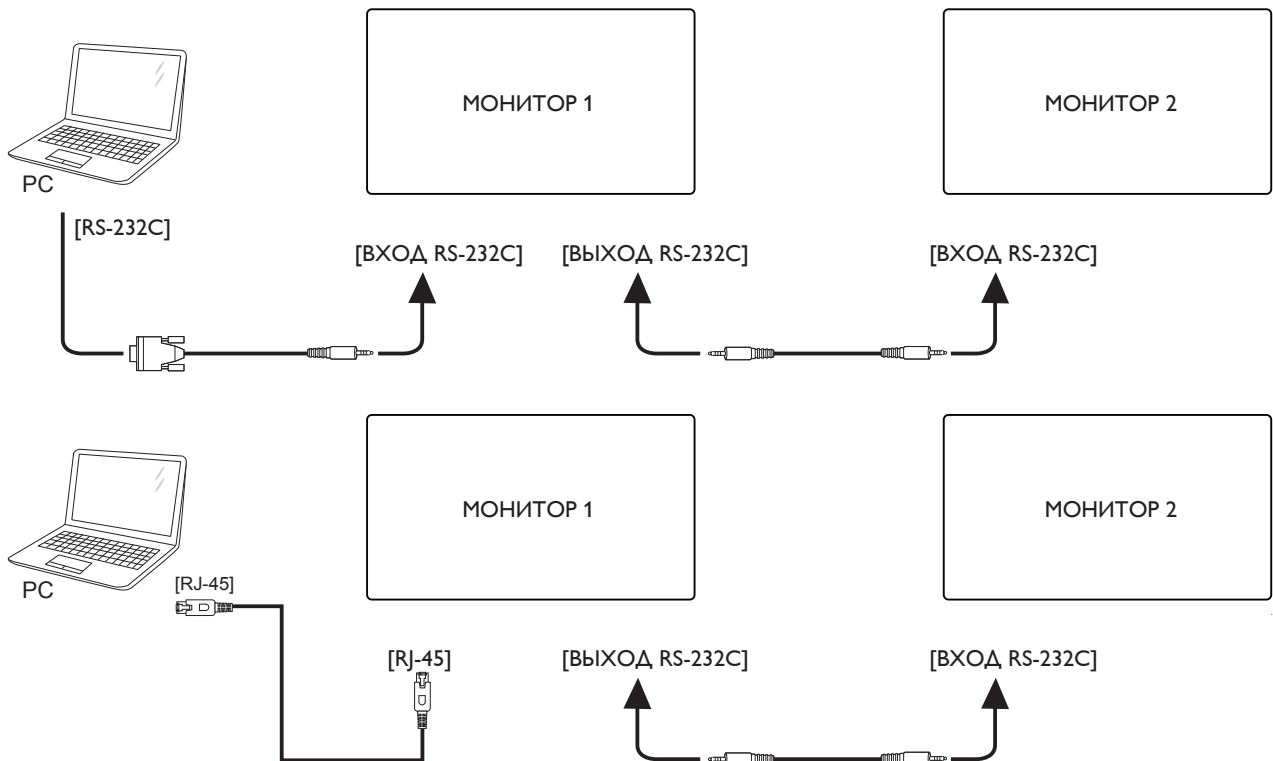 МОНИТОР 1
МОНИТОР 2
PC
[RS-232C]
[ВХОД RS-232C]
[ВЫХОД RS-232C]
[ВХОД RS-232C]
МОНИТОР 1
МОНИТОР 2
PC
[RJ-45]
[RJ-45]
[ВЫХОД RS-232C]
[ВХОД RS-232C]